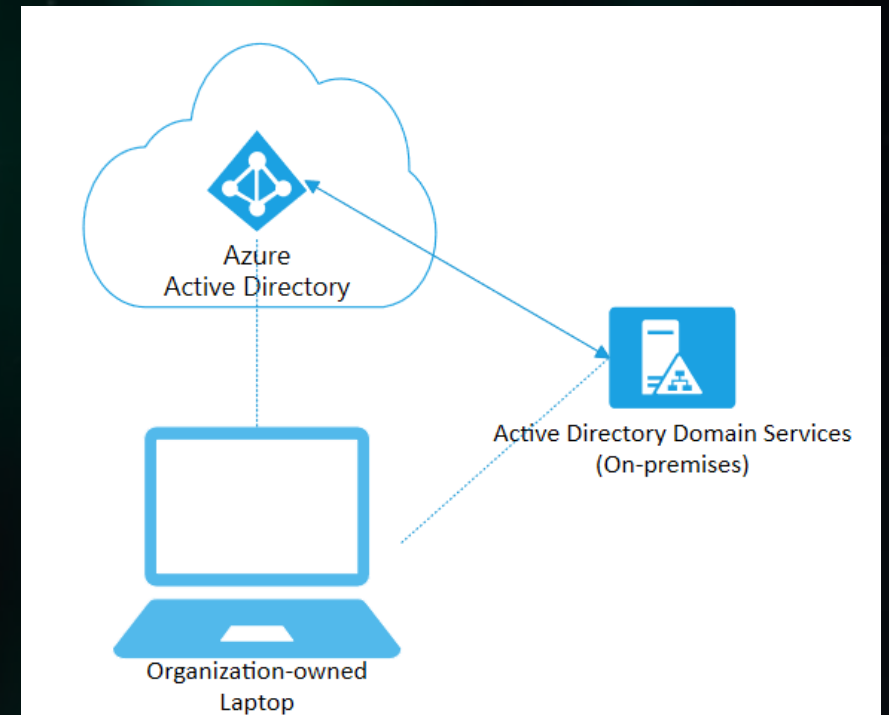 Azure
Active Directory
Active Directory Domain Services
(On-premises)
Organization-owned
Laptop